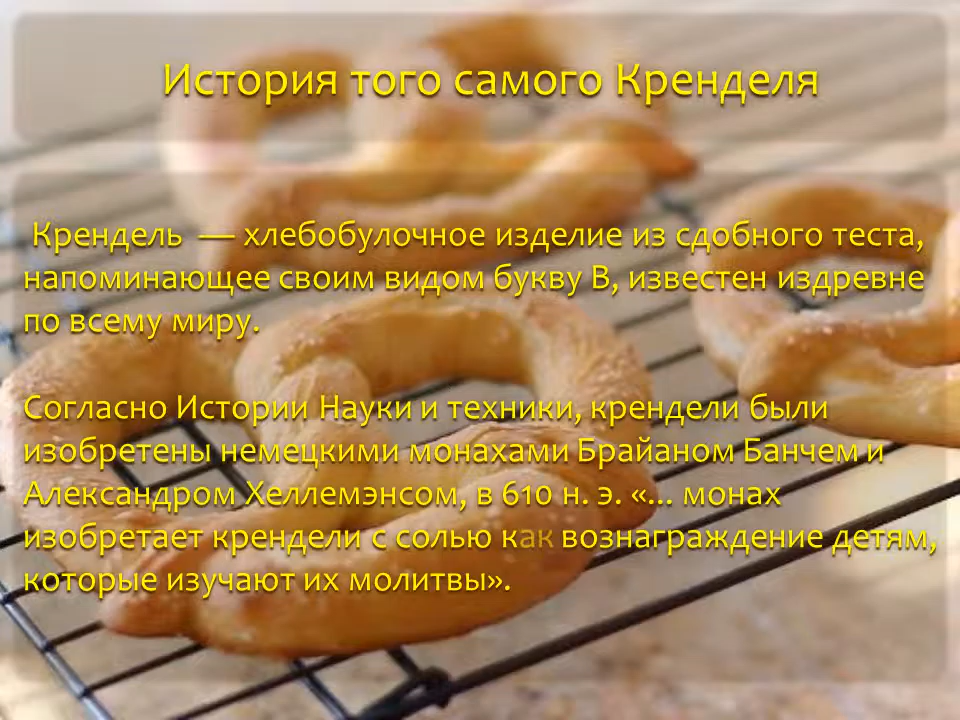 История того самого Кренделя
Крендель — хлебобулочное изделие из сдобного теста,
напоминающее своим видом букву В, известен издревне
по всему миру.
Согласно Истории Науки и техники, крендели были
изобретены немецкими монахами Брайаном Банчем и
Александром Хеллемэнсом, в 610 н. э. «... монах
изобретает крендели с солью как вознаграждение детям,
которые изучают их молитвы».